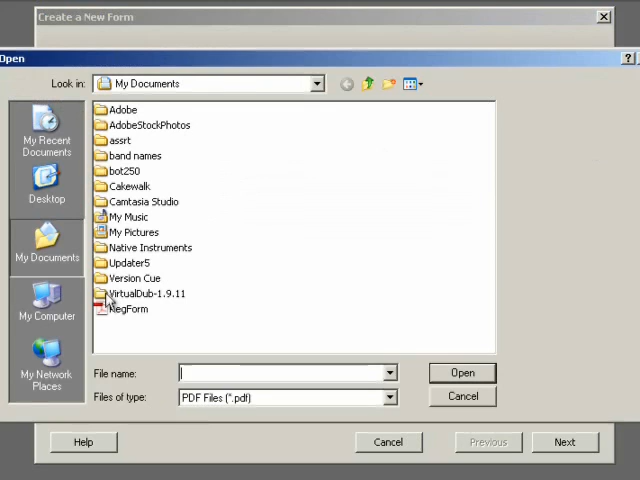 Create a New Form
Open
Look in:
My Documents
My Recent
Documents
Desktop
My Documents
My Computer
My Network
Places
Adobe
AdobeStockPhotos
assrt
band names
bot250
Cakewalk
Camtasia Studio
My Music
My Pictures
Native Instruments
Updater5
Version Cue
VirtualDub-1.9.11
RegForm
File name:
Open
Files of type:
PDF Files (*.pdf)
Cancel
Help
Cancel
Previous
Next